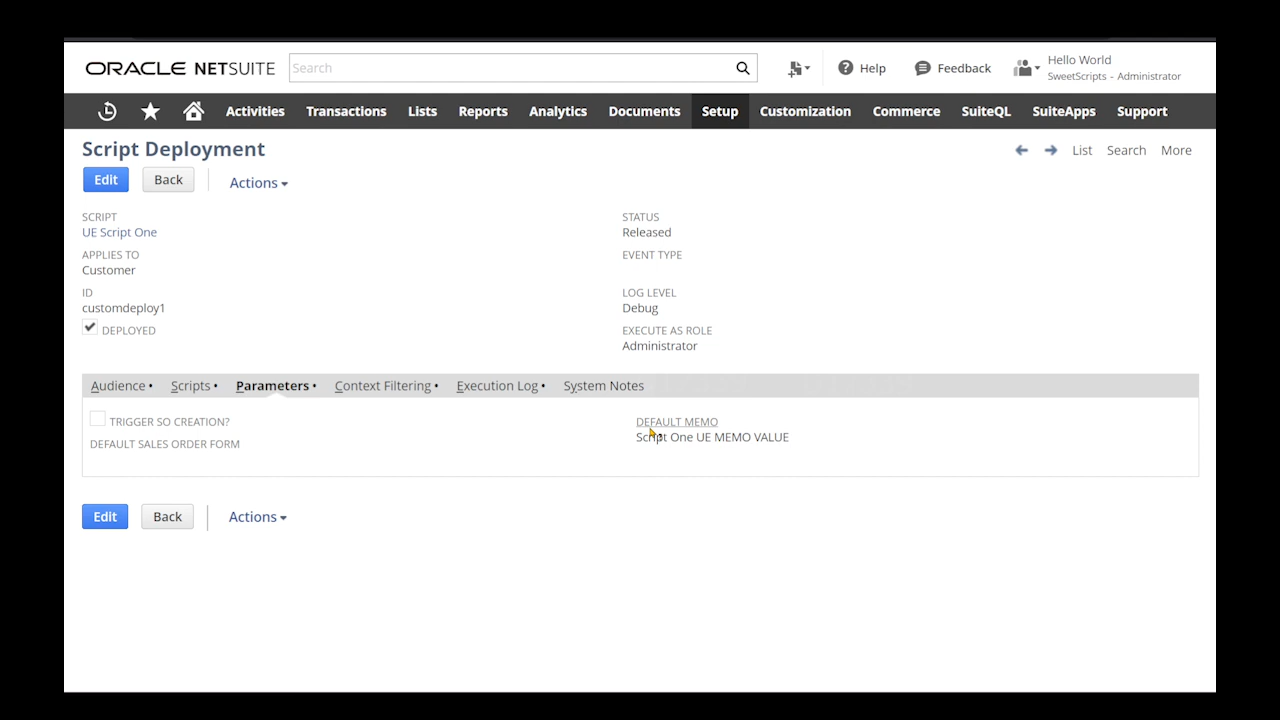 ORACLE NETSUITE
Search
Help
Feedback
Hello World
SweetScripts - Administrator
Activities Transactions Lists Reports Analytics Documents Setup Customization Commerce SuiteQL SuiteApps Support
Script Deployment
List Search More
Edit Back Actions
SCRIPT
UE Script One
APPLIES TO
Customer
ID
customdeploy1
DEPLOYED
STATUS
Released
EVENT TYPE
LOG LEVEL
Debug
EXECUTE AS ROLE
Administrator
Audience • Scripts • Parameters • Context Filtering • Execution Log • System Notes
TRIGGER SO CREATION?
DEFAULT SALES ORDER FORM
DEFAULT MEMO
Script One UE MEMO VALUE
Edit Back Actions